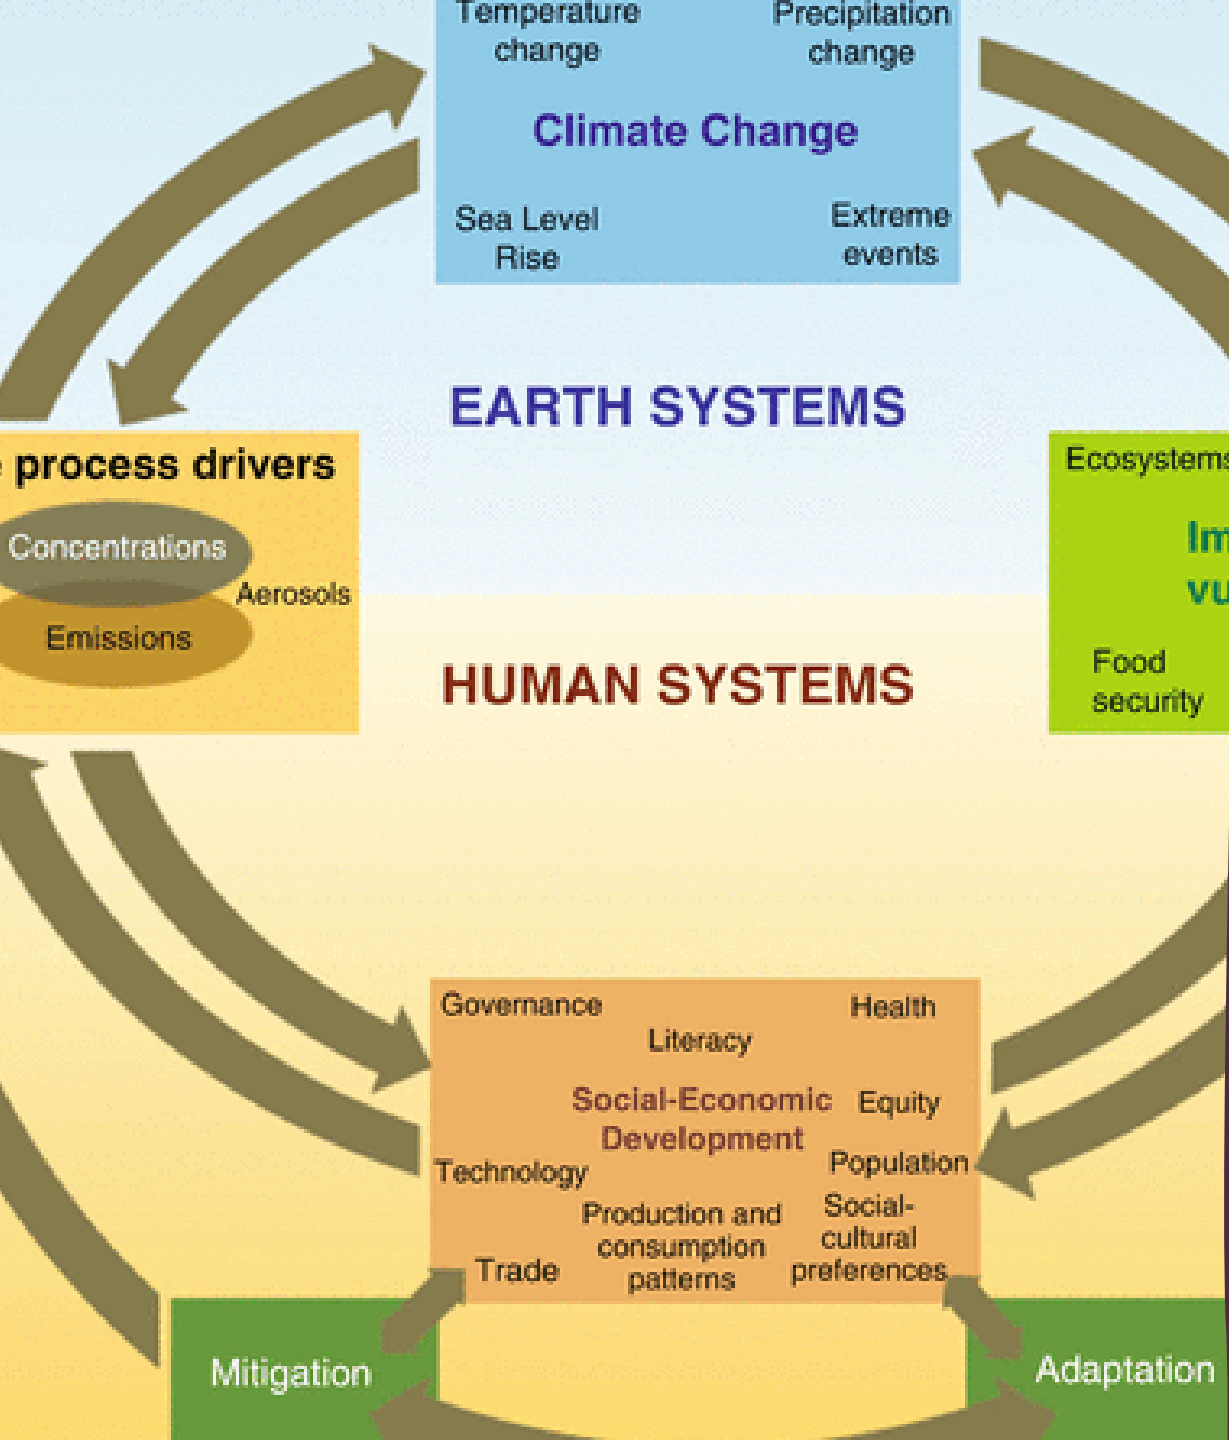 Temperature
change
Precipitation
change
Climate Change
Sea Level
Rise
Extreme
events
EARTH SYSTEMS
process drivers
Concentrations
Aerosols
Emissions
Ecosystems
Im
vu
Food
security
HUMAN SYSTEMS
Governance
Health
Literacy
Social-Economic
Development
Equity
Technology
Population
Production and
consumption
patterns
Social-
cultural
preferences
Trade
Mitigation
Adaptation